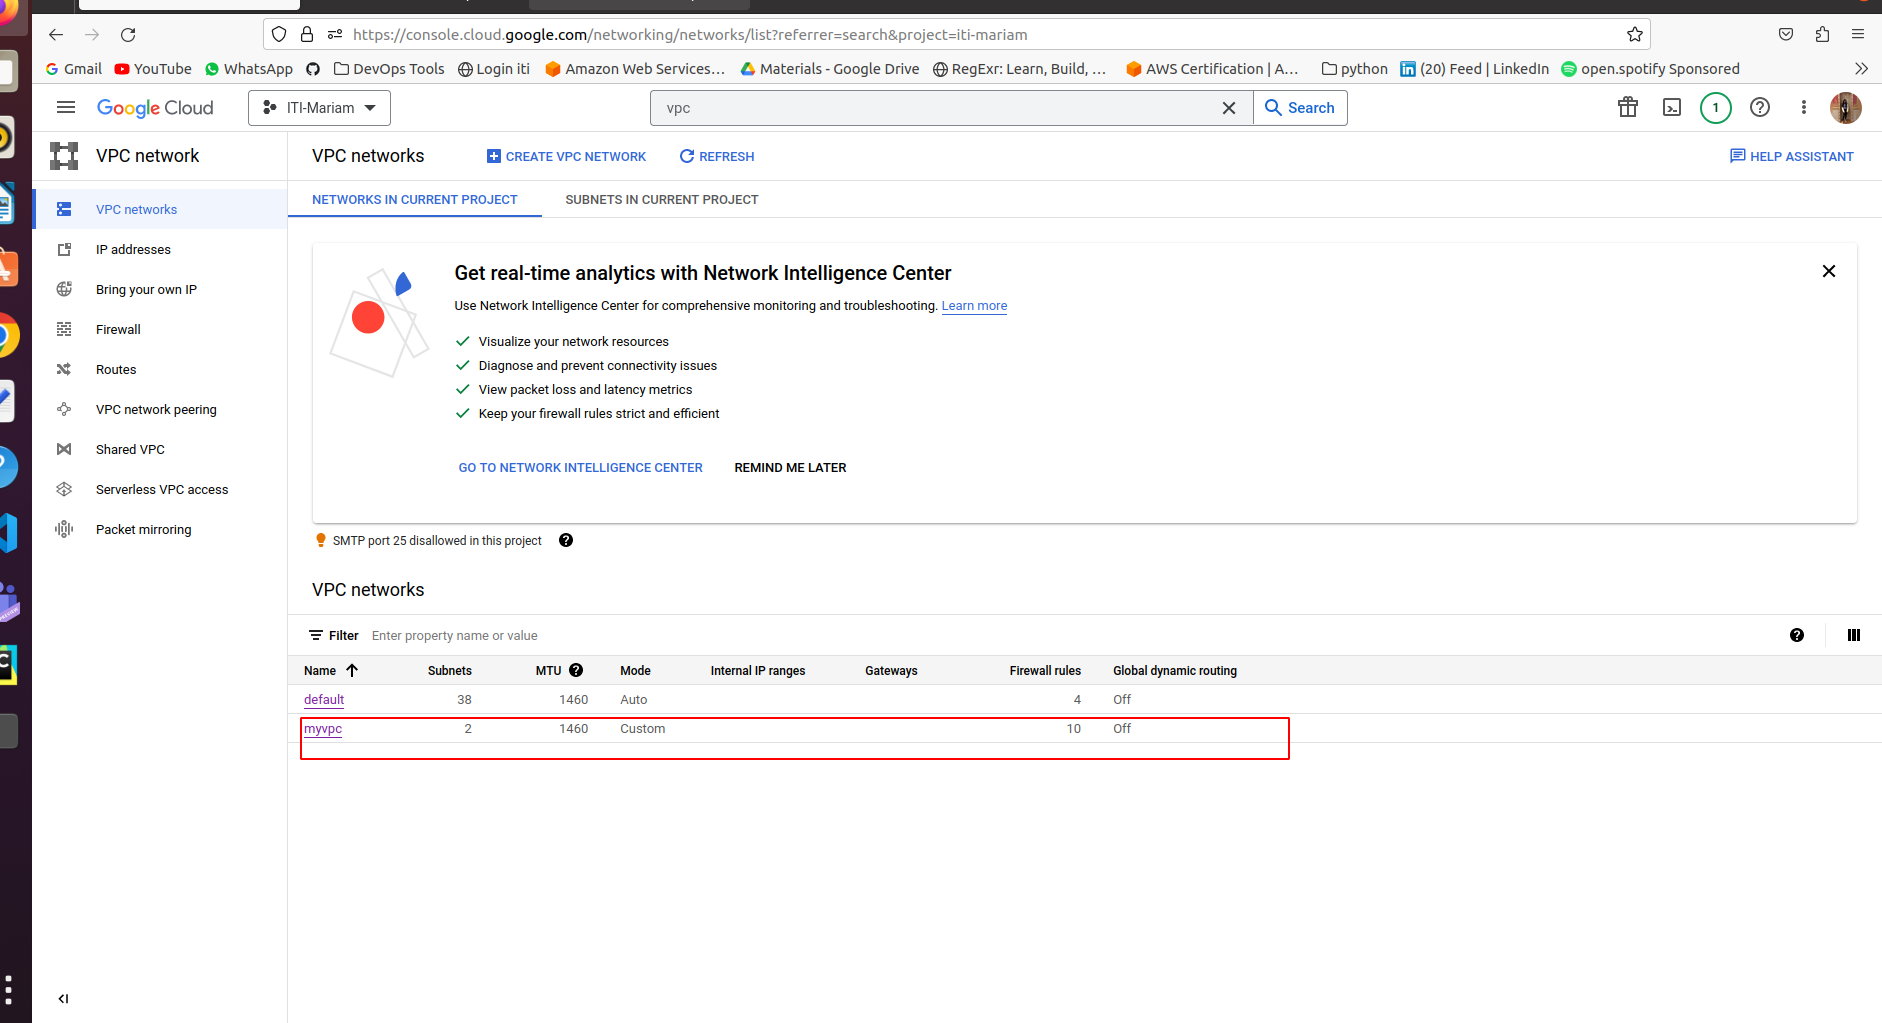 https://console.cloud.google.com/networking/networks/list?referrer=search&project=iti-mariam
Gmail YouTube WhatsApp DevOps Tools Login iti Amazon Web Services… Materials - Google Drive RegExr: Learn, Build, … AWS Certification | A… python (20) Feed | LinkedIn open.spotify Sponsored
Google Cloud ITI-Mariam vpc Search 1
VPC network
VPC networks CREATE VPC NETWORK REFRESH HELP ASSISTANT
VPC networks
IP addresses
Bring your own IP
Firewall
Routes
VPC network peering
Shared VPC
Serverless VPC access
Packet mirroring
NETWORKS IN CURRENT PROJECT SUBNETS IN CURRENT PROJECT
Get real-time analytics with Network Intelligence Center
Use Network Intelligence Center for comprehensive monitoring and troubleshooting. Learn more
Visualize your network resources
Diagnose and prevent connectivity issues
View packet loss and latency metrics
Keep your firewall rules strict and efficient
GO TO NETWORK INTELLIGENCE CENTER REMIND ME LATER
SMTP port 25 disallowed in this project
VPC networks
Filter Enter property name or value
Name Subnets MTU Mode Internal IP ranges Gateways Firewall rules Global dynamic routing
default 38 1460 Auto 4 Off
myvpc 2 1460 Custom 10 Off